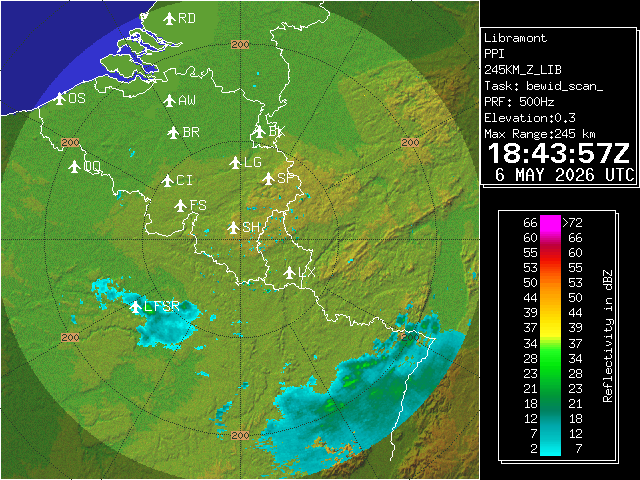 RD
200
OS
AW
BR
BK
200
200
OQ
LG
CI
SP
FS
SH
LX
LFSR
200
200
200
Libramont
PPI
245KM_Z_LIB
Task: bewid_scan_
PRF: 500Hz
Elevation:0.3
Max Range:245 km
18:43:57Z
6 MAY 2026 UTC
66 >72
60 66
55 60
53 55
50 53
44 50
39 44
37 39
34 37
28 34
23 28
21 23
18 21
12 18
7 12
2 7
Reflectivity in dBZ